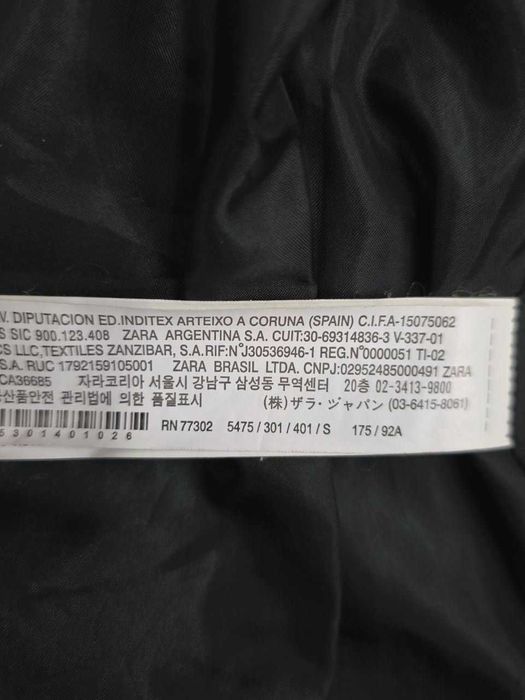 V. DIPUTACION ED.INDITEX ARTEIXO A CORUNA (SPAIN) C.I.F.A-15075062
S SIC 900.123.408 ZARA ARGENTINA S.A. CUIT:30-69314836-3 V-337-01
CS LLC,TEXTILES ZANZIBAR, S.A.RIF:N°J30536946-1 REG.N°0000051 TI-02
S.A. RUC 1792159105001 ZARA BRASIL LTDA. CNPJ:02952485000491 ZARA
CA36685 자라코리아 서울시 강남구 삼성동 무역센터 20층 02-3413-9800
산품안전 관리법에 의한 품질표시 (株)ザラ・ジャパン (03-6415-8061)
5301401026 RN 77302 5475 / 301 / 401 / S 175 / 92A